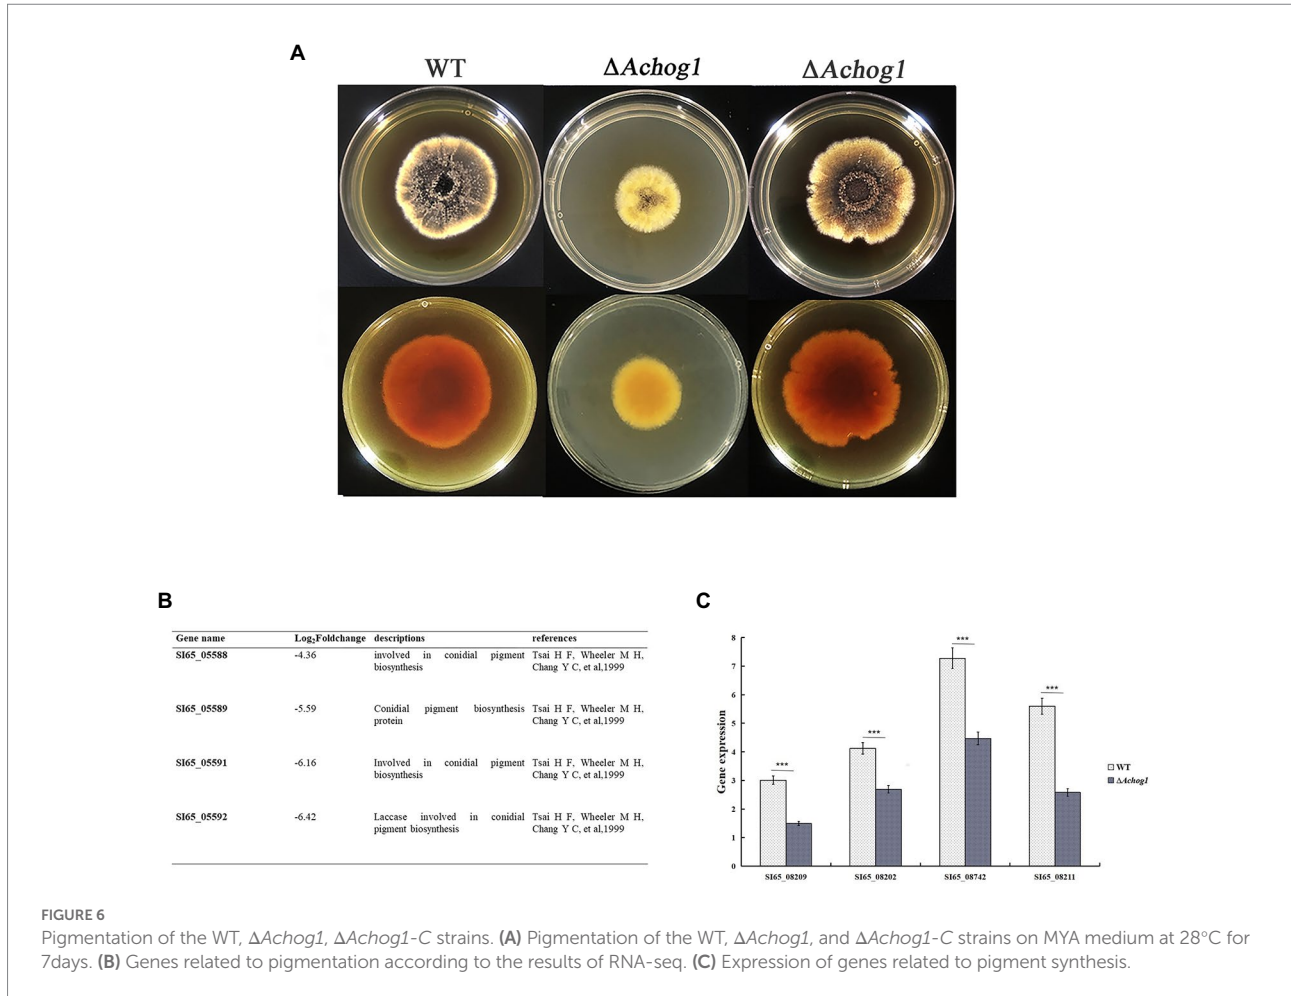 A
WT
ΔAchog1
ΔAchog1
B
Gene name Log2Foldchange descriptions references
SI65_05588 -4.36 involved in conidial pigment Tsai H F, Wheeler M H,
biosynthesis Chang Y C, et al,1999
SI65_05589 -5.59 Conidial pigment biosynthesis Tsai H F, Wheeler M H,
protein Chang Y C, et al,1999
SI65_05591 -6.16 Involved in conidial pigment Tsai H F, Wheeler M H,
biosynthesis Chang Y C, et al,1999
SI65_05592 -6.42 Laccase involved in conidial Tsai H F, Wheeler M H,
pigment biosynthesis Chang Y C, et al,1999
C
Gene expression
8
7
6
5
4
3
2
1
0
***
***
***
***
SI65_08209 SI65_08202 SI65_08742 SI65_08211
WT
ΔAchog1
FIGURE 6
Pigmentation of the WT, ΔAchog1, ΔAchog1-C strains. (A) Pigmentation of the WT, ΔAchog1, and ΔAchog1-C strains on MYA medium at 28°C for
7days. (B) Genes related to pigmentation according to the results of RNA-seq. (C) Expression of genes related to pigment synthesis.